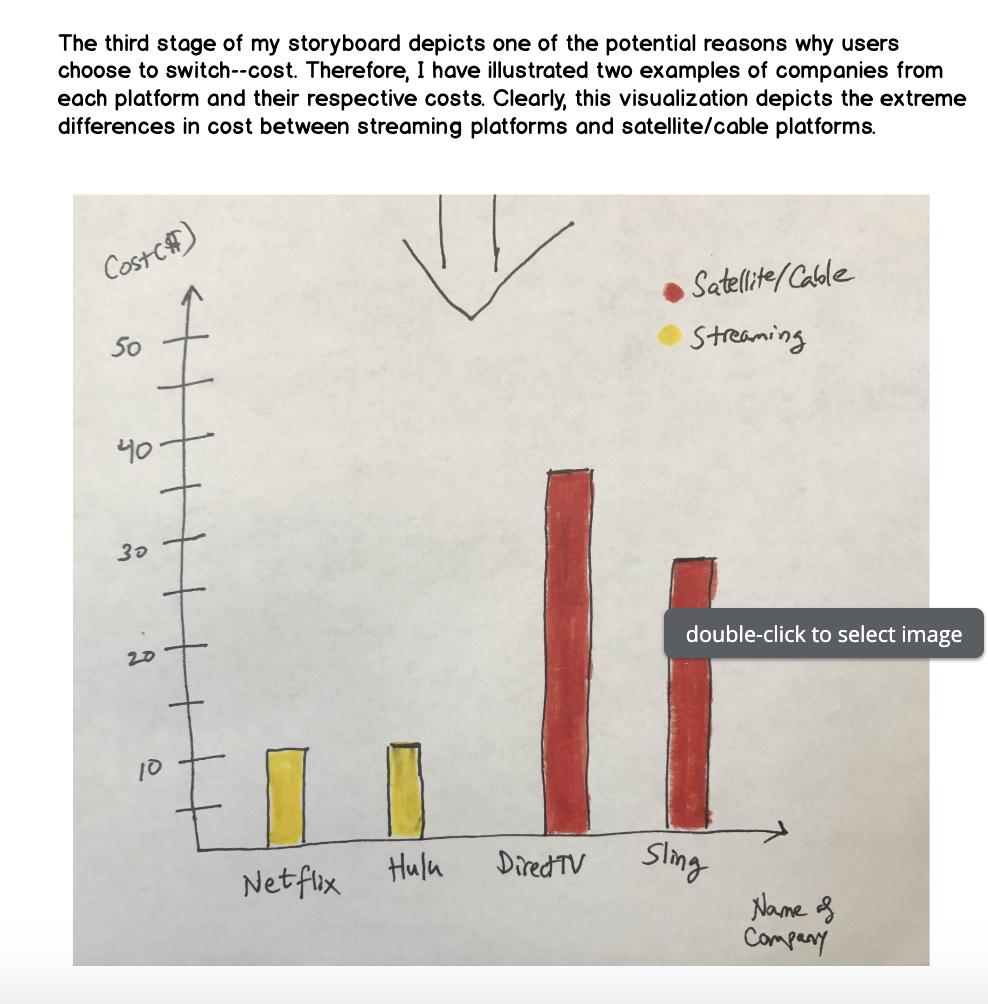 The third stage of my storyboard depicts one of the potential reasons why users
choose to switch--cost. Therefore, I have illustrated two examples of companies from
each platform and their respective costs. Clearly, this visualization depicts the extreme
differences in cost between streaming platforms and satellite/cable platforms.
Cost($)
Satellite/Cable
Streaming
50
40
30
20
10
double-click to select image
Netflix
Hulu
DirectTV
Sling
Name of
Company